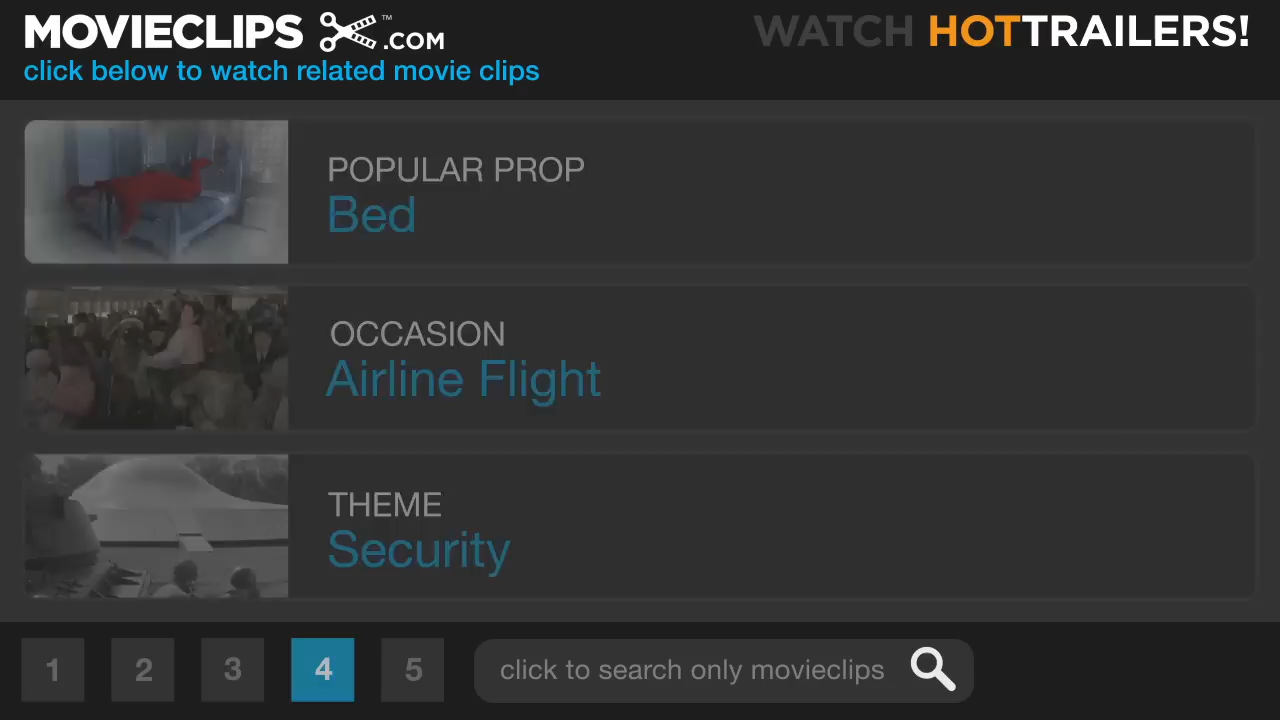 MOVIECLIPS ™.COM
WATCH HOTTRAILERS!
click below to watch related movie clips
POPULAR PROP
Bed
OCCASION
Airline Flight
THEME
Security
1 2 3 4 5 click to search only movieclips